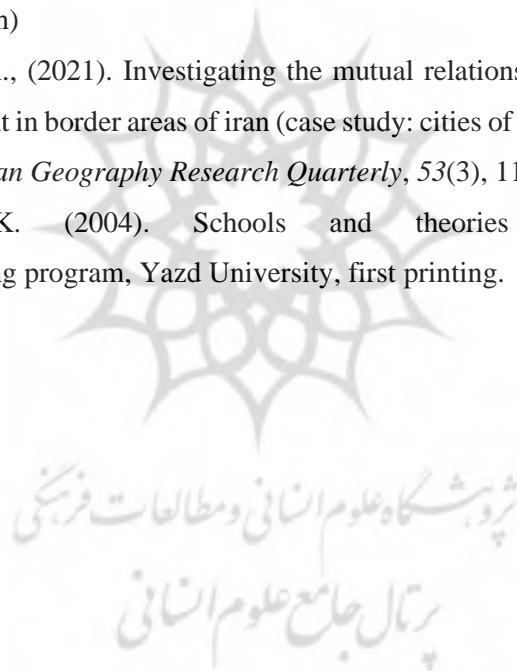 n)
., (2021). Investigating the mutual relations
t in border areas of iran (case study: cities of
an Geography Research Quarterly, 53(3), 11
K. (2004). Schools and theories
ng program, Yazd University, first printing.
پژوهشگاه علوم انسانی و مطالعات فرهنگی
پرتال جامع علوم انسانی